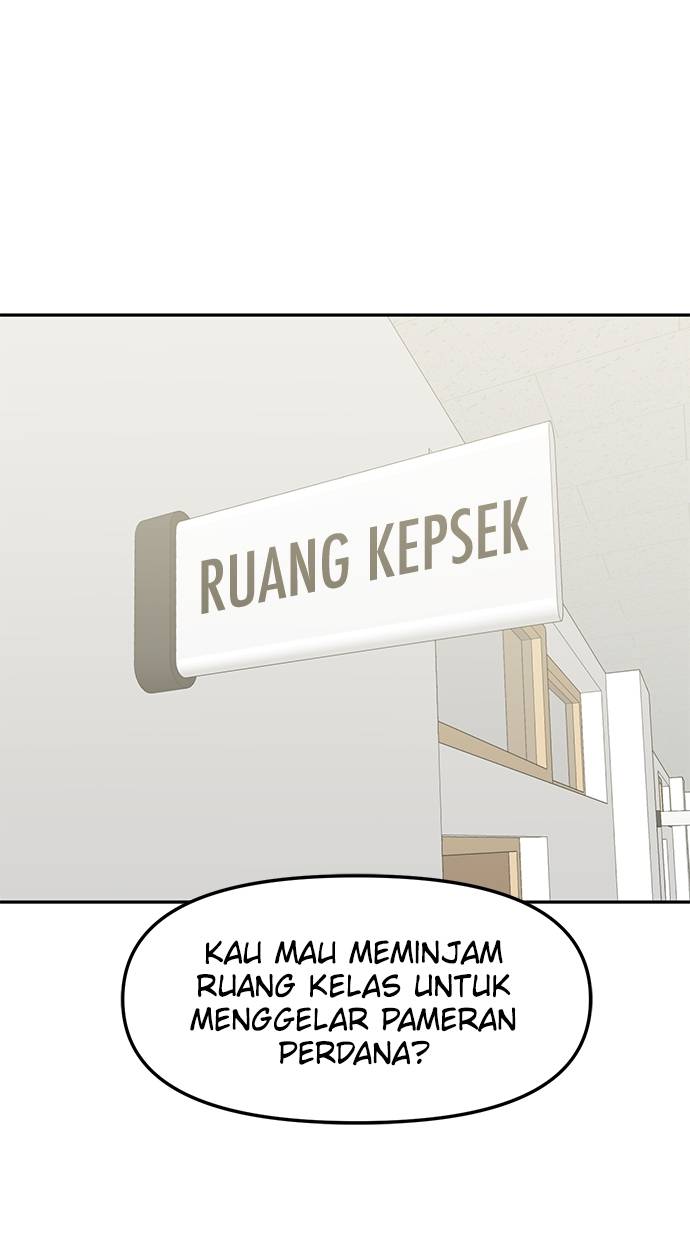 RUANG KEPSEK
KAU MAU MEMINJAM
RUANG KELAS UNTUK
MENGGELAR PAMERAN
PERDANA?